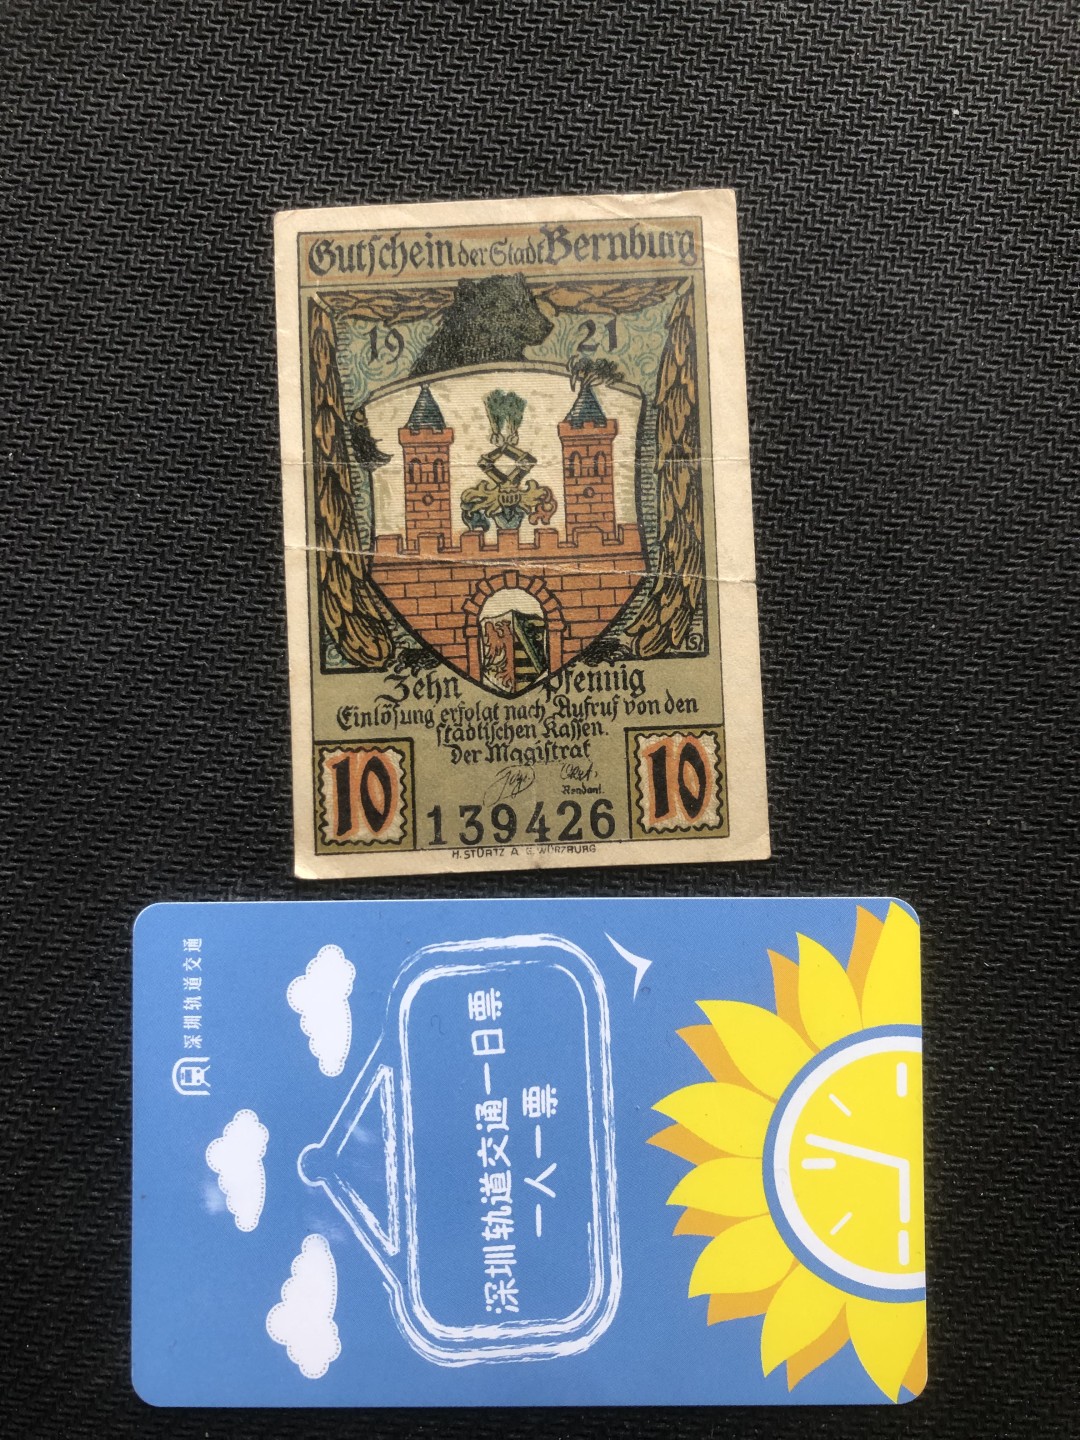 Gutschein der Stadt Bernburg
19 21
Zehn Pfennig
Einlösung erfolgt nach Aufruf von den
städtischen Kassen.
Der Magistrat
Rendant.
10 139426 10
H. STÜRTZ A. G. WÜRZBURG
深圳轨道交通
深圳轨道交通一日票
一人一票